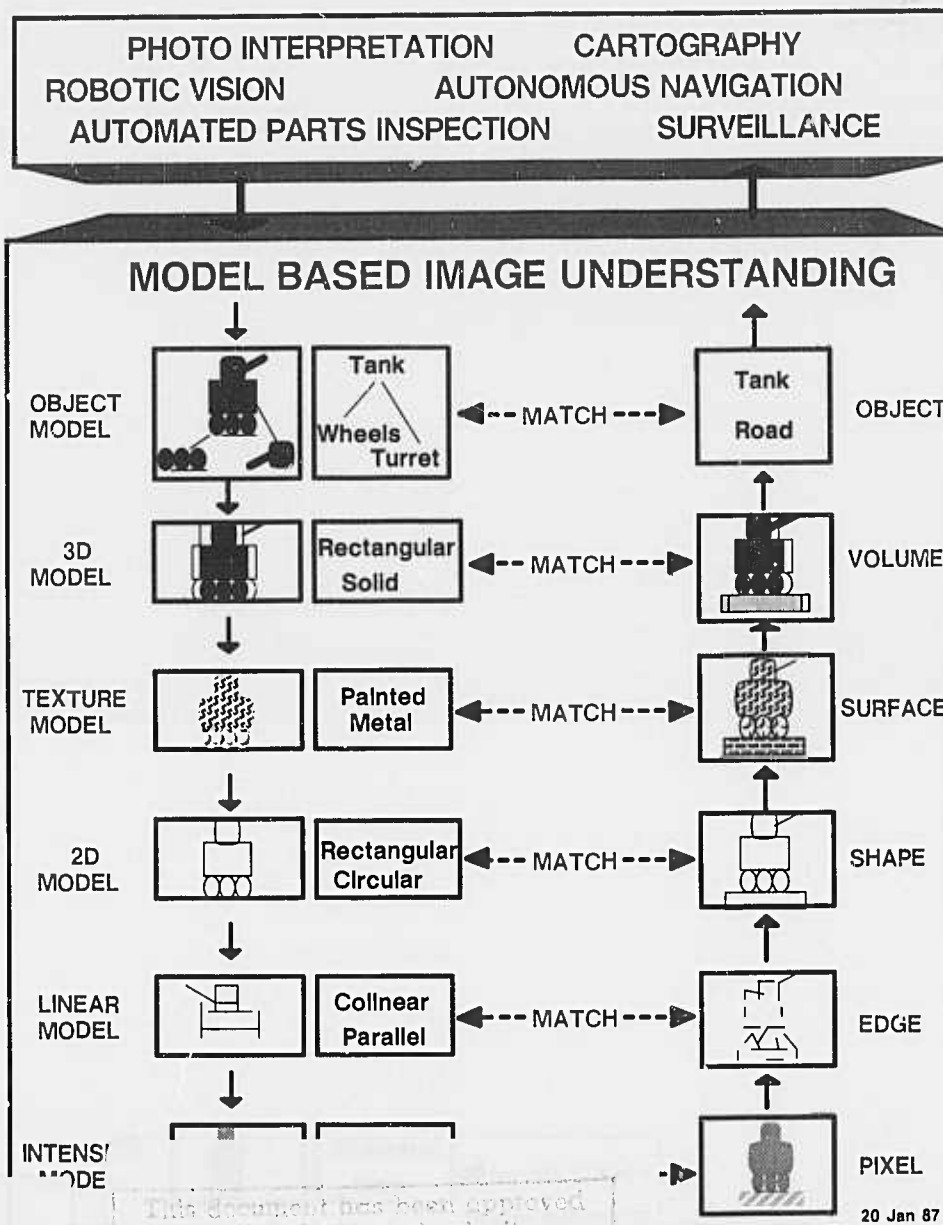 PHOTO INTERPRETATION CARTOGRAPHY
ROBOTIC VISION AUTONOMOUS NAVIGATION
AUTOMATED PARTS INSPECTION SURVEILLANCE
MODEL BASED IMAGE UNDERSTANDING
OBJECT
MODEL
Tank
Wheels
Turret
MATCH
Tank
Road
OBJECT
3D
MODEL
Rectangular
Solid
MATCH
VOLUME
TEXTURE
MODEL
Painted
Metal
MATCH
SURFACE
2D
MODEL
Rectangular
Circular
MATCH
SHAPE
LINEAR
MODEL
Colinear
Parallel
MATCH
EDGE
INTENSI
MODE
PIXEL
This document has been approved
20 Jan 87